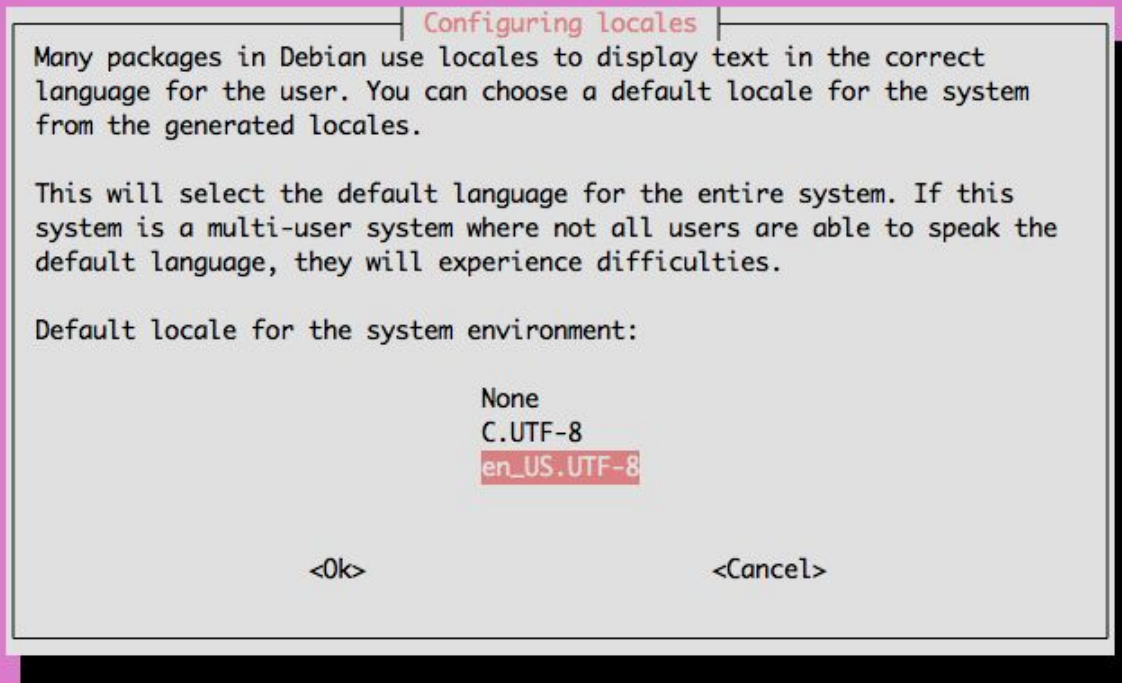 Configuring locales
Many packages in Debian use locales to display text in the correct
language for the user. You can choose a default locale for the system
from the generated locales.
This will select the default language for the entire system. If this
system is a multi-user system where not all users are able to speak the
default language, they will experience difficulties.
Default locale for the system environment:
None
C.UTF-8
en_US.UTF-8
<Ok> <Cancel>